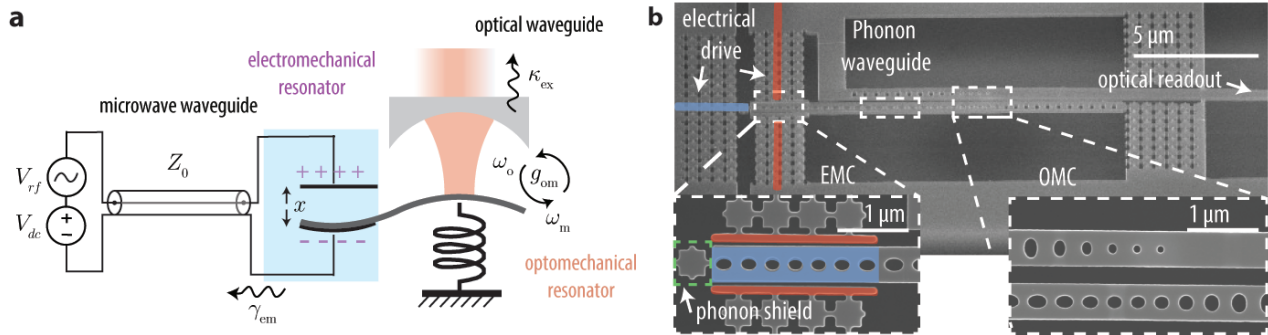 a
optical waveguide
electromechanical
resonator
κex
microwave waveguide
Z0
Vrf
Vdc
+ + + +
x
– – – –
γem
ωo
gom
ωm
optomechanical
resonator
b
electrical
drive
Phonon
waveguide
5 μm
optical readout
EMC
OMC
1 μm
phonon shield
1 μm